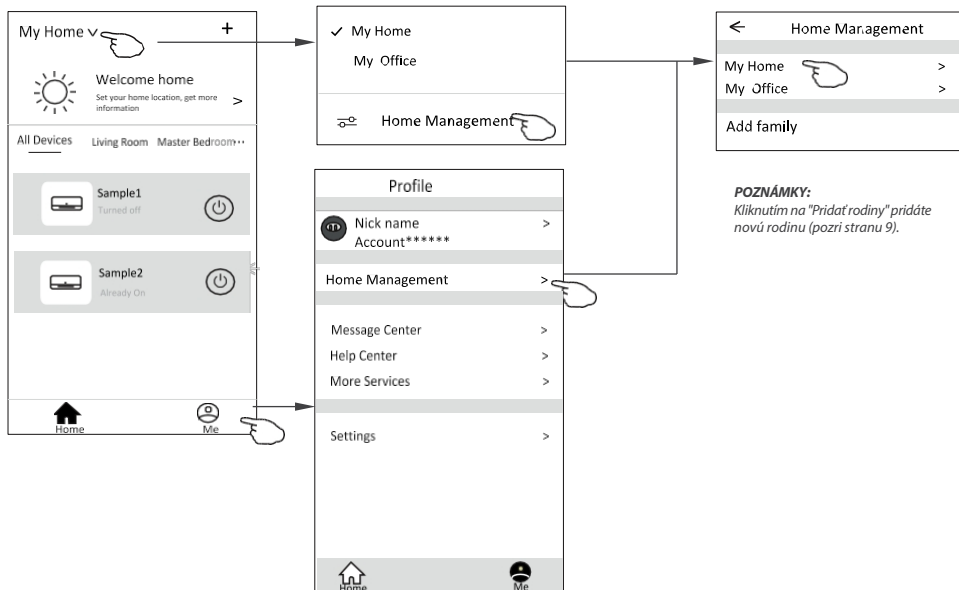 My Home ∨ +
Welcome home
Set your home location, get more >
information
All Devices Living Room Master Bedroom···
Sample1
Turned off
Sample2
Already On
Home Me
✓ My Home
My Office
Home Management
Profile
Nick name >
Account******
Home Management >
Message Center >
Help Center >
More Services >
Settings >
Home Me
← Home Management
My Home >
My Office >
Add family
POZNÁMKY:
Kliknutím na "Pridať rodiny" pridáte
novú rodinu (pozri stranu 9).